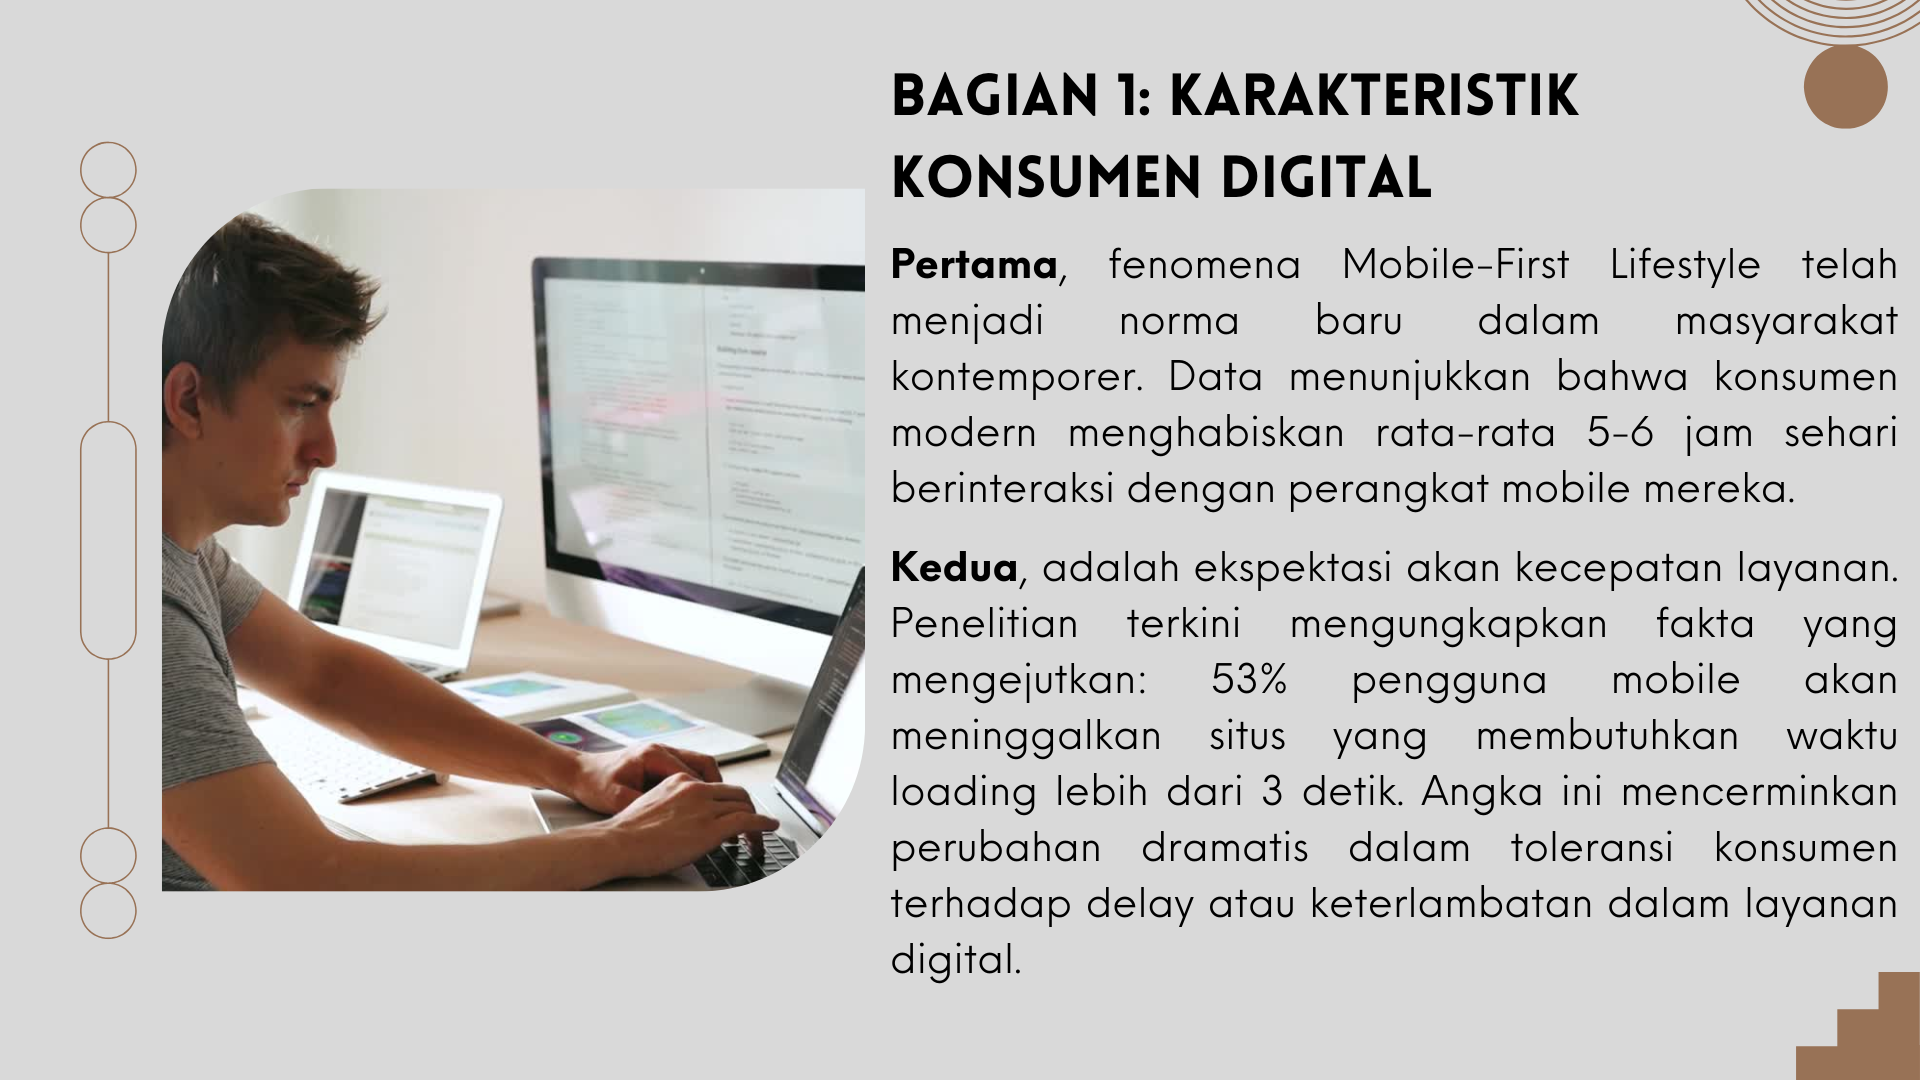 BAGIAN 1: KARAKTERISTIK
KONSUMEN DIGITAL
Pertama, fenomena Mobile-First Lifestyle telah
menjadi norma baru dalam masyarakat
kontemporer. Data menunjukkan bahwa konsumen
modern menghabiskan rata-rata 5-6 jam sehari
berinteraksi dengan perangkat mobile mereka.
Kedua, adalah ekspektasi akan kecepatan layanan.
Penelitian terkini mengungkapkan fakta yang
mengejutkan: 53% pengguna mobile akan
meninggalkan situs yang membutuhkan waktu
loading lebih dari 3 detik. Angka ini mencerminkan
perubahan dramatis dalam toleransi konsumen
terhadap delay atau keterlambatan dalam layanan
digital.